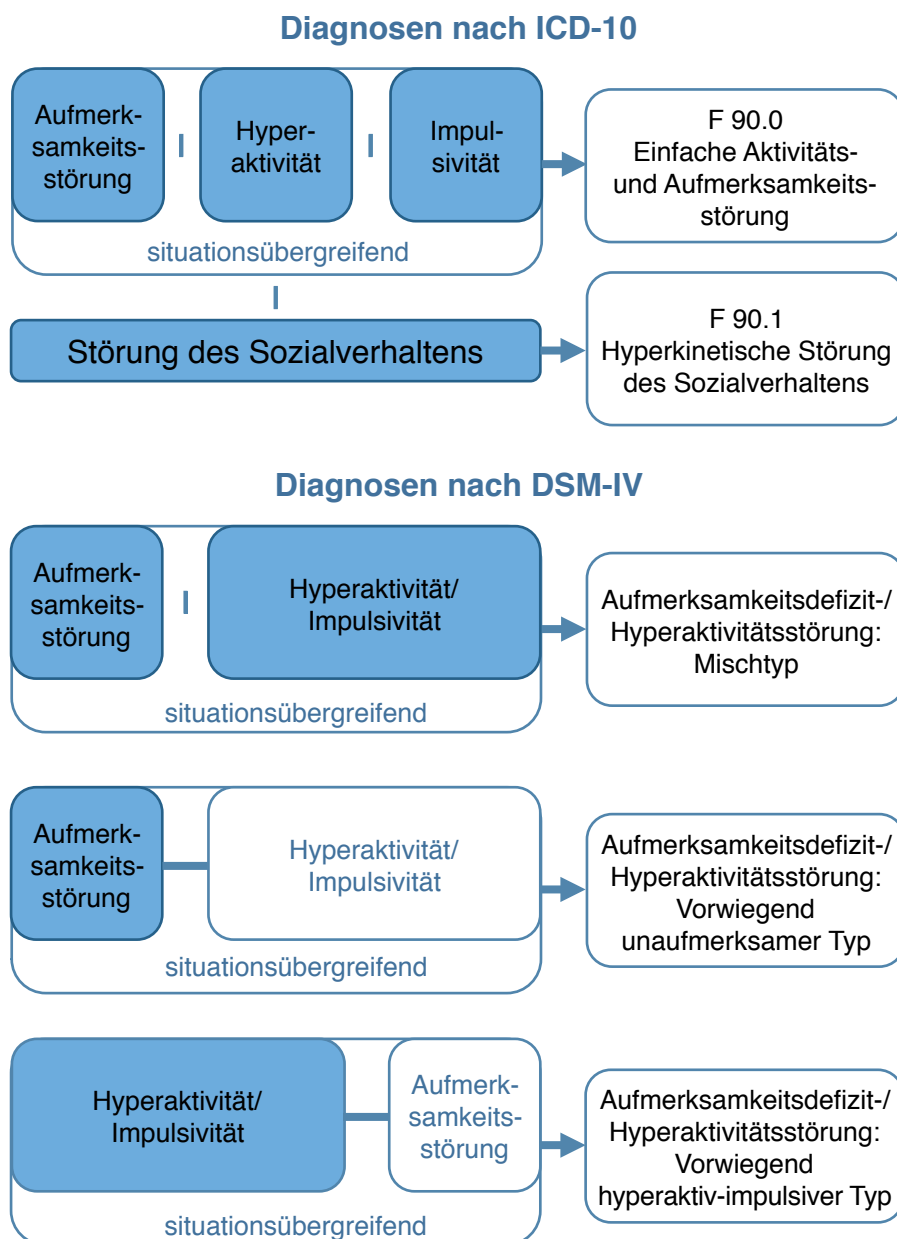 Diagnosen nach ICD-10
Aufmerk-
samkeits-
störung
Hyper-
aktivität
Impul-
sivität
situationsübergreifend
F 90.0
Einfache Aktivitäts-
und Aufmerksamkeits-
störung
Störung des Sozialverhaltens
F 90.1
Hyperkinetische Störung
des Sozialverhaltens
Diagnosen nach DSM-IV
Aufmerk-
samkeits-
störung
Hyperaktivität/
Impulsivität
situationsübergreifend
Aufmerksamkeitsdefizit-/
Hyperaktivitätsstörung:
Mischtyp
Aufmerk-
samkeits-
störung
Hyperaktivität/
Impulsivität
situationsübergreifend
Aufmerksamkeitsdefizit-/
Hyperaktivitätsstörung:
Vorwiegend
unaufmerksamer Typ
Hyperaktivität/
Impulsivität
Aufmerk-
samkeits-
störung
situationsübergreifend
Aufmerksamkeitsdefizit-/
Hyperaktivitätsstörung:
Vorwiegend
hyperaktiv-impulsiver Typ